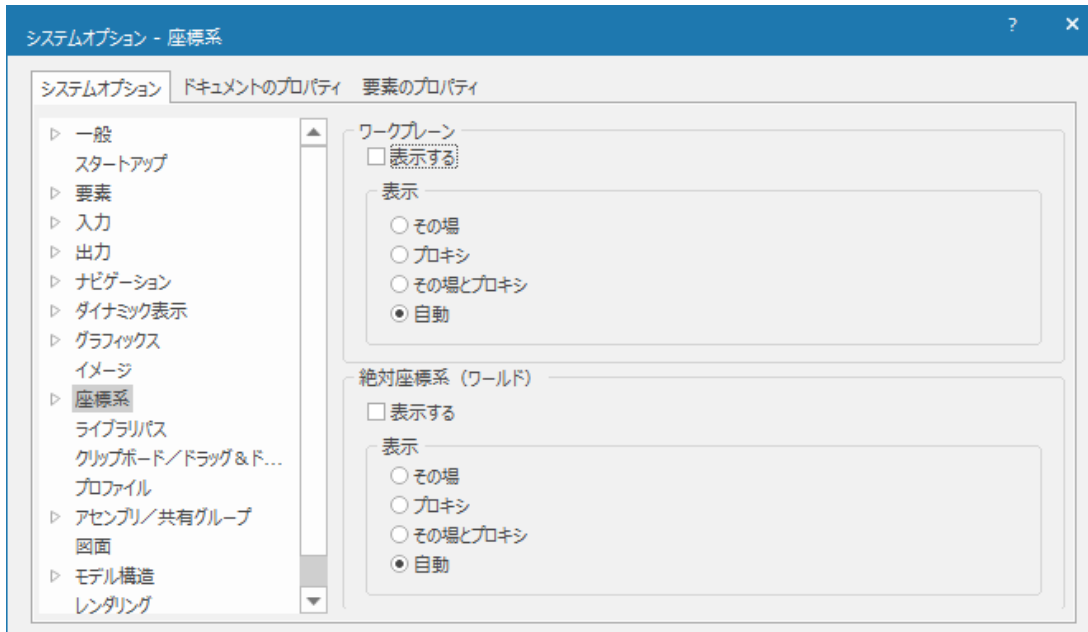 システムオプション - 座標系
?
×
システムオプション
ドキュメントのプロパティ
要素のプロパティ
一般
スタートアップ
要素
入力
出力
ナビゲーション
ダイナミック表示
グラフィックス
イメージ
座標系
ライブラリパス
クリップボード／ドラッグ＆ド...
プロファイル
アセンブリ／共有グループ
図面
モデル構造
レンダリング
ワークプレーン
表示する
表示
その場
プロキシ
その場とプロキシ
自動
絶対座標系（ワールド）
表示する
表示
その場
プロキシ
その場とプロキシ
自動